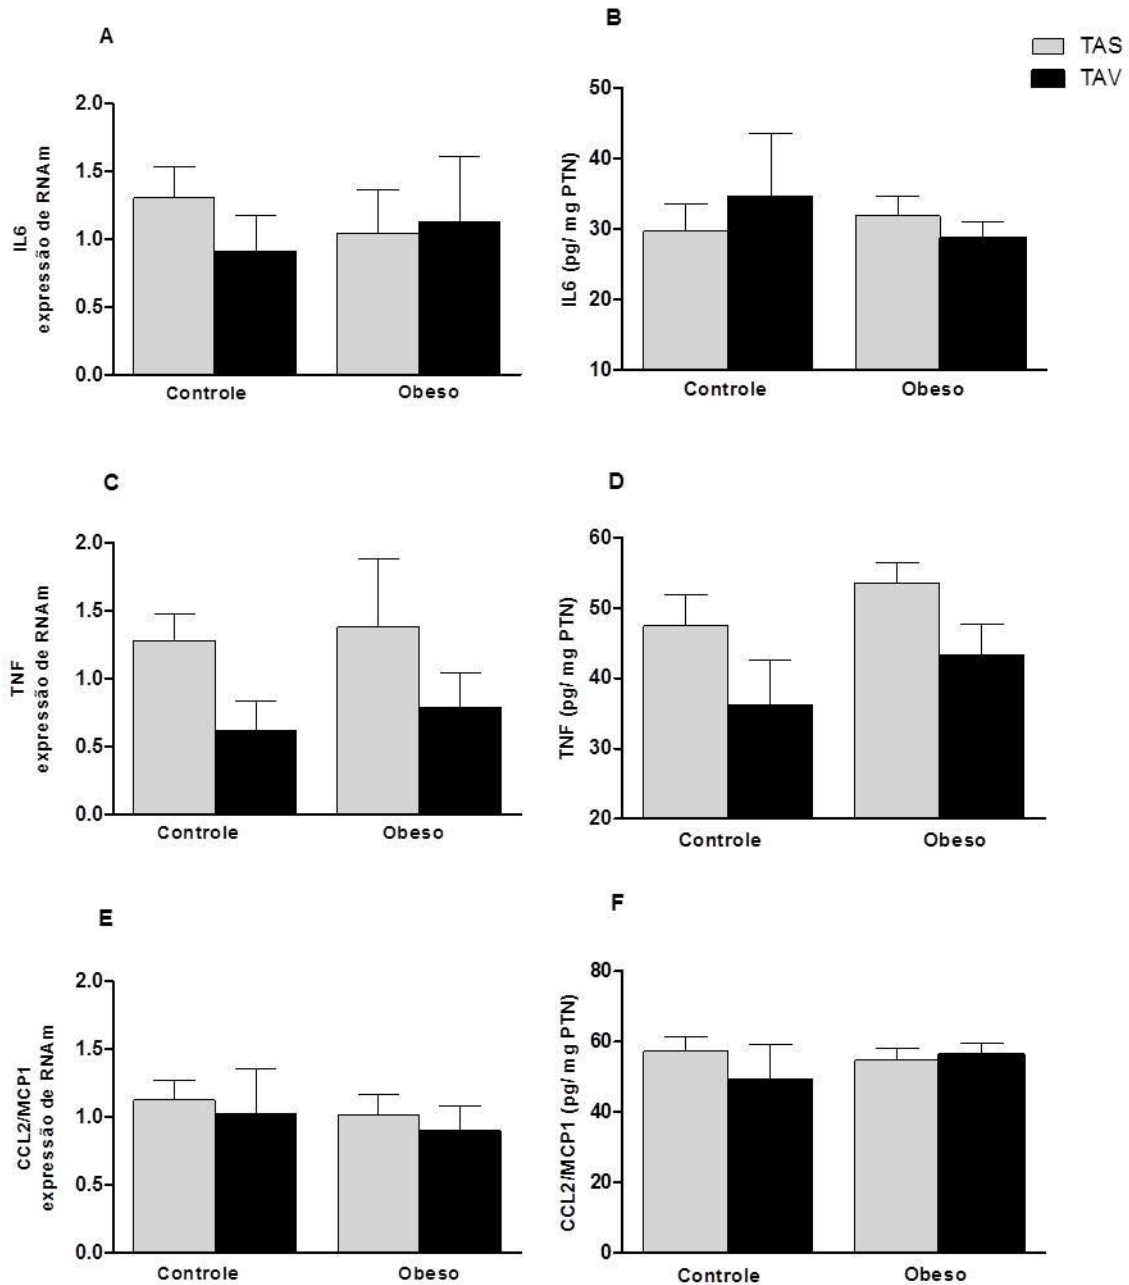 A
IL6
expressão de RNAm
2.0
1.5
1.0
0.5
0.0
Controle
Obeso
B
TAS
TAV
IL6 (pg/ mg PTN)
50
40
30
20
10
Controle
Obeso
C
TNF
expressão de RNAm
2.0
1.5
1.0
0.5
0.0
Controle
Obeso
D
TNF (pg/ mg PTN)
60
50
40
30
20
Controle
Obeso
E
CCL2/MCP1
expressão de RNAm
2.0
1.5
1.0
0.5
0.0
Controle
Obeso
F
CCL2/MCP1 (pg/ mg PTN)
80
60
40
20
0
Controle
Obeso